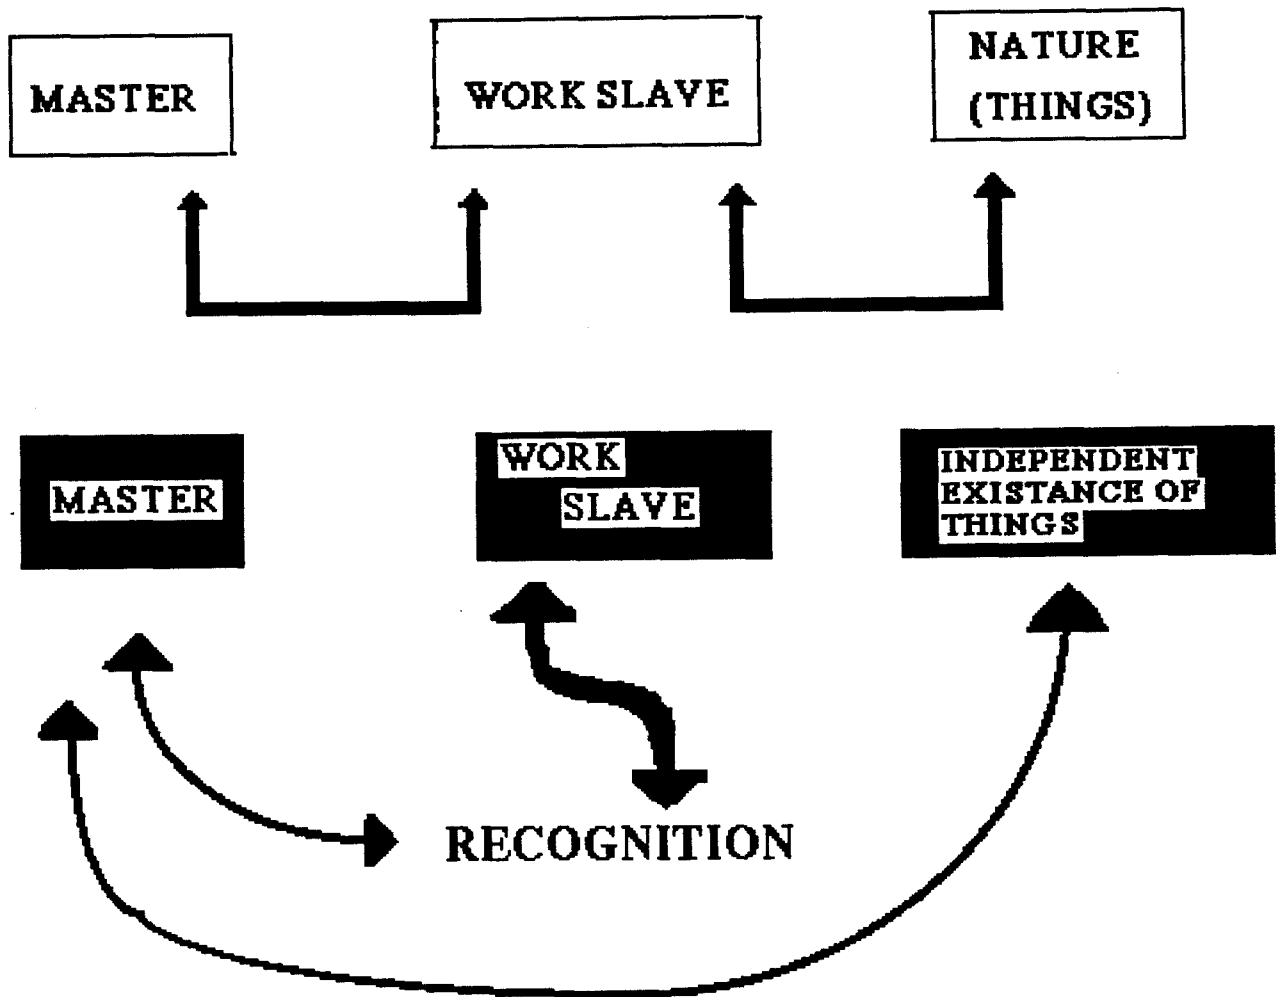 MASTER
WORK SLAVE
NATURE
(THINGS)
MASTER
WORK
SLAVE
INDEPENDENT
EXISTANCE OF
THINGS
RECOGNITION